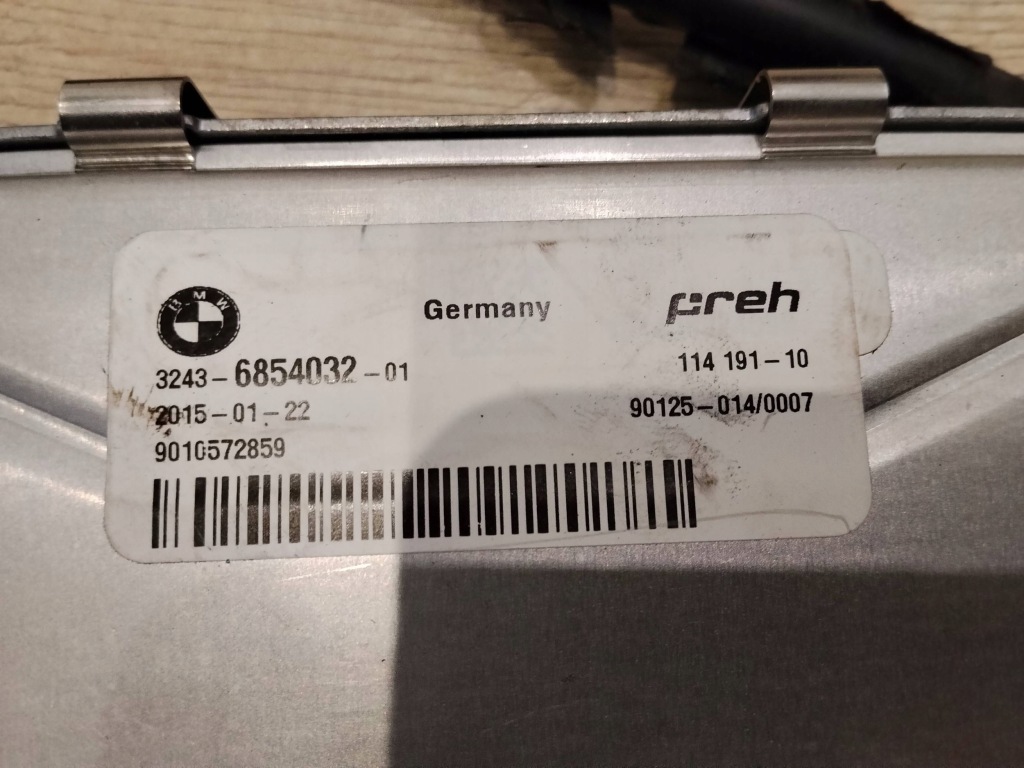 BMW
Germany
preh
3243-6854032-01
114 191-10
2015-01-22
90125-014/0007
9010572859